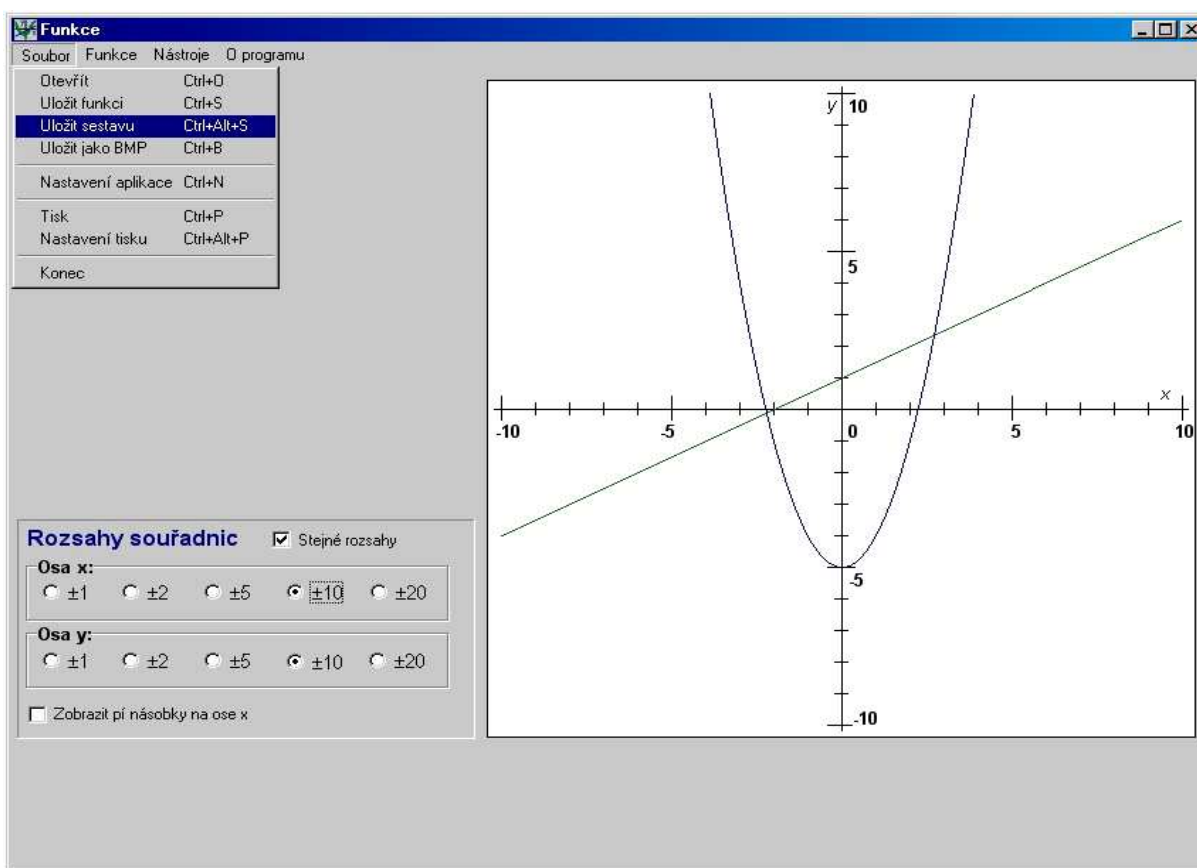 Funkce
Soubor Funkce Nástroje O programu
Otevřít Ctrl+O
Uložit funkci Ctrl+S
Uložit sestavu Ctrl+Alt+S
Uložit jako BMP Ctrl+B
Nastavení aplikace Ctrl+N
Tisk Ctrl+P
Nastavení tisku Ctrl+Alt+P
Konec
y 10
5
x
-10 -5 0 5 10
-5
-10
Rozsahy souřadnic Stejné rozsahy
Osa x:
±1 ±2 ±5 ±10 ±20
Osa y:
±1 ±2 ±5 ±10 ±20
Zobrazit pí násobky na ose x